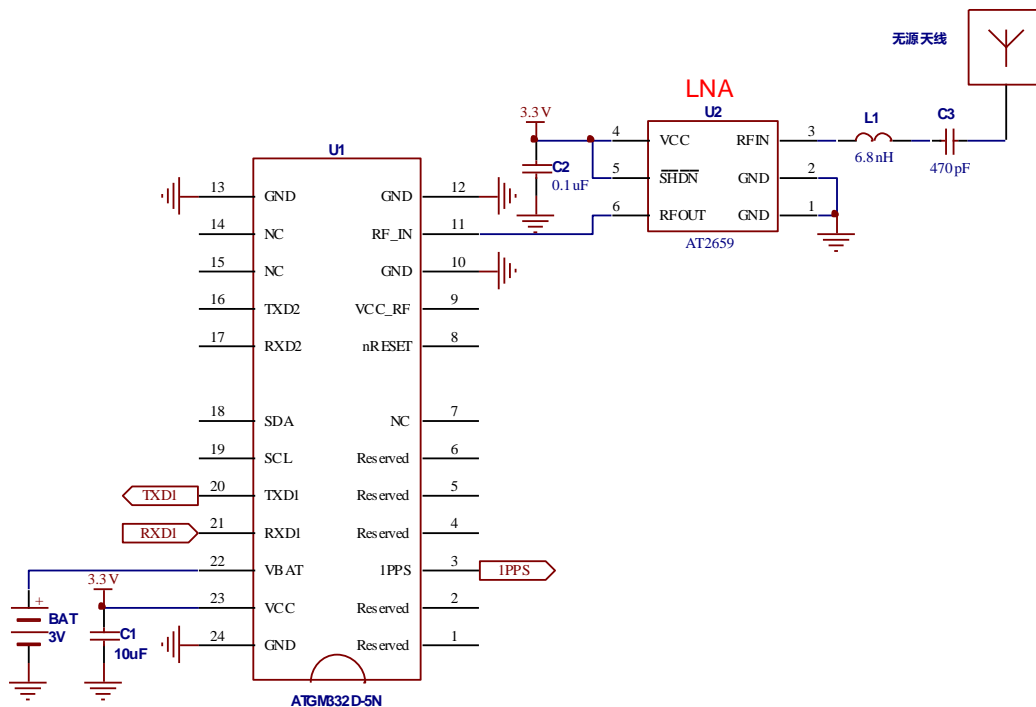 无源天线
LNA
U2
3.3V
4 VCC RFIN 3
L1
6.8nH
C3
470pF
C2
0.1uF
5 SHDN GND 2
6 RFOUT GND 1
AT2659
U1
13 GND GND 12
14 NC RF_IN 11
15 NC GND 10
16 TXD2 VCC_RF 9
17 RXD2 nRESET 8
18 SDA NC 7
19 SCL Reserved 6
TXD1 20 TXD1 Reserved 5
RXD1 21 RXD1 Reserved 4
22 VBAT 1PPS 3 1PPS
3.3V
23 VCC Reserved 2
+
BAT
3V
C1
10uF
24 GND Reserved 1
ATGM332D-5N